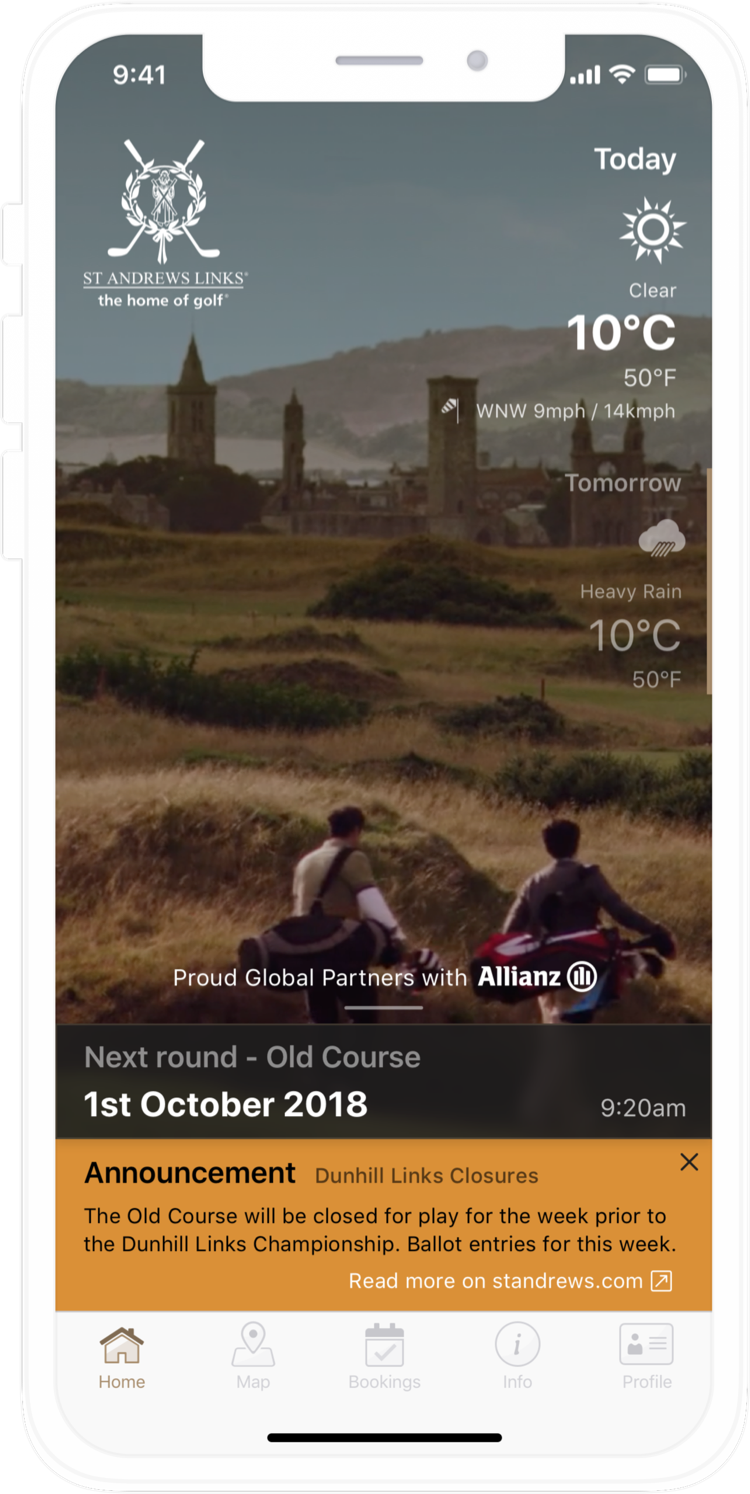 9:41
ST ANDREWS LINKS®
the home of golf®
Today
Clear
10°C
50°F
WNW 9mph / 14kmph
Tomorrow
Heavy Rain
10°C
50°F
Proud Global Partners with Allianz
Next round - Old Course
1st October 2018
9:20am
Announcement Dunhill Links Closures
The Old Course will be closed for play for the week prior to
the Dunhill Links Championship. Ballot entries for this week.
Read more on standrews.com
Home
Map
Bookings
Info
Profile